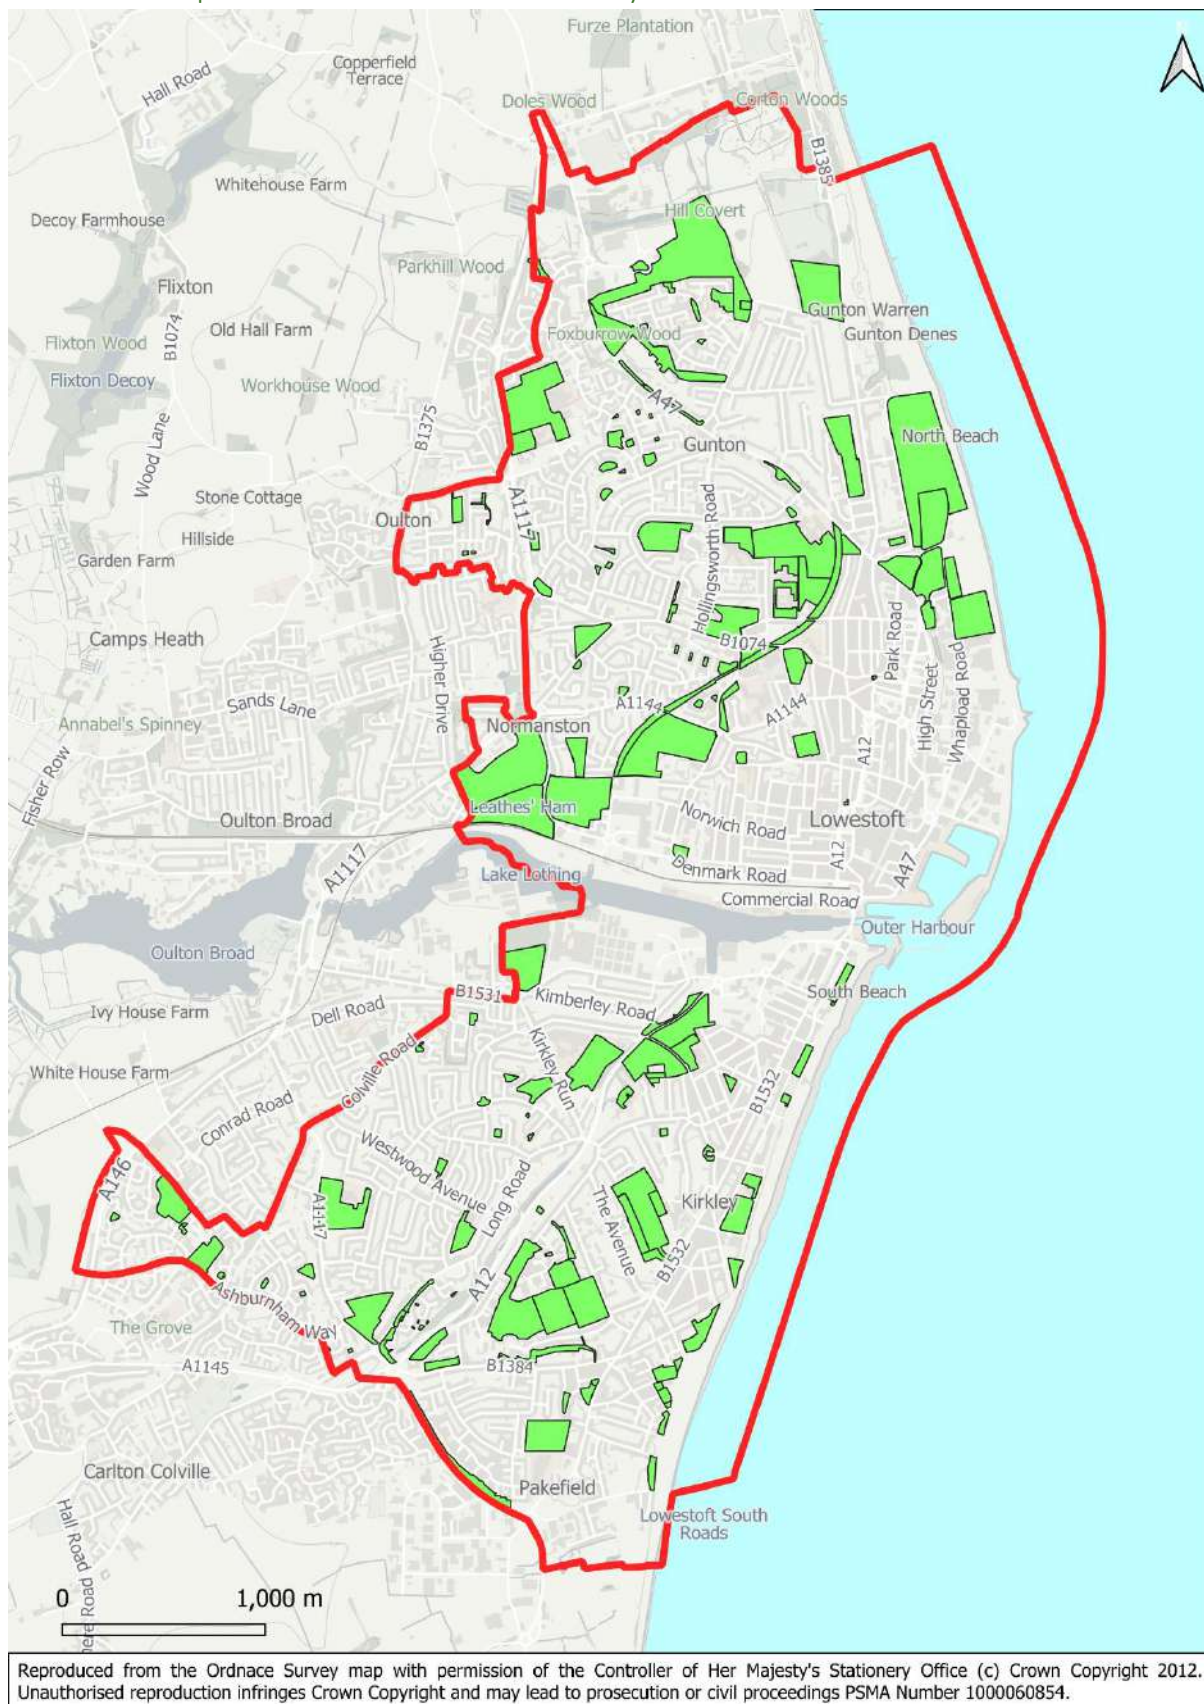 Furze Plantation
Copperfield
Terrace
Hall Road
Doles Wood
Corton Woods
B1385
Whitehouse Farm
Decoy Farmhouse
Hill Covert
Parkhill Wood
Flixton
Gunton Warren
Old Hall Farm
B1074
Foxburrow Wood
Gunton Denes
Flixton Wood
Flixton Decoy
Workhouse Wood
A47
B1375
Gunton
North Beach
Wood Lane
Stone Cottage
A1117
Oulton
Hollingsworth Road
Hillside
Garden Farm
Camps Heath
B1074
Park Road
Higher Drive
High Street
Whapload Road
Sands Lane
Annabel's Spinney
Normanston
A1144
A1144
A12
Fisher Row
Leathes' Ham
Oulton Broad
Norwich Road
Lowestoft
A12
A47
A1117
Denmark Road
Lake Lothing
Commercial Road
Outer Harbour
Oulton Broad
South Beach
B1531
Kimberley Road
Ivy House Farm
Dell Road
Kirkley Run
White House Farm
Colville Road
B1532
Conrad Road
Westwood Avenue
A146
Long Road
The Avenue
Kirkley
A1117
B1532
A12
Ashburnham Way
The Grove
A1145
B1384
Carlton Colville
Pakefield
Lowestoft South
Roads
Hall Road
here Road
0 1,000 m
Reproduced from the Ordnace Survey map with permission of the Controller of Her Majesty's Stationery Office (c) Crown Copyright 2012.
Unauthorised reproduction infringes Crown Copyright and may lead to prosecution or civil proceedings PSMA Number 1000060854.